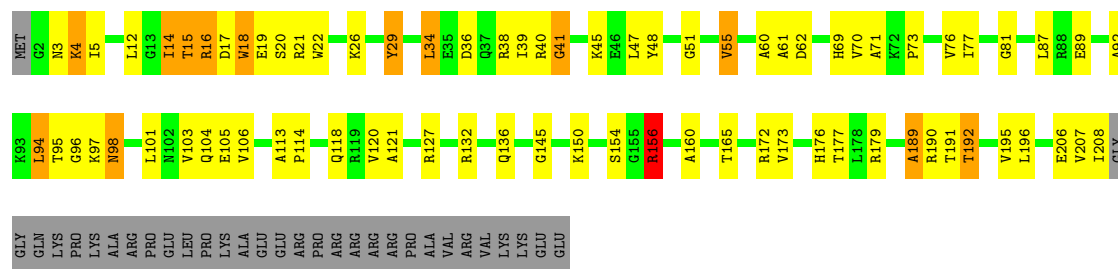 MET G2 N3 K4 I5 L12 G13 I14 T15 R16 D17 W18 E19 S20 R21 W22 K26 Y29 L34 E35 D36 Q37 R38 I39 R40 G41 K45 E46 L47 Y48 G51 V55 A60 A61 D62 H69 V70 A71 K72 P73 V76 I77 G81 L87 R88 E89 A92
K93 L94 T95 G96 K97 N98 L101 N102 V103 Q104 E105 V106 A113 P114 Q118 R119 V120 A121 R127 R132 Q136 G145 K150 S154 G155 R156 A160 T165 R172 V173 H176 T177 L178 R179 A189 R190 T191 T192 V195 L196 E206 V207 I208 GLY
GLY GLN LYS PRO LYS ALA ARG PRO GLU LEU PRO LYS ALA GLU GLU ARG PRO ARG ARG ARG ARG PRO ALA VAL ARG VAL LYS LYS GLU GLU